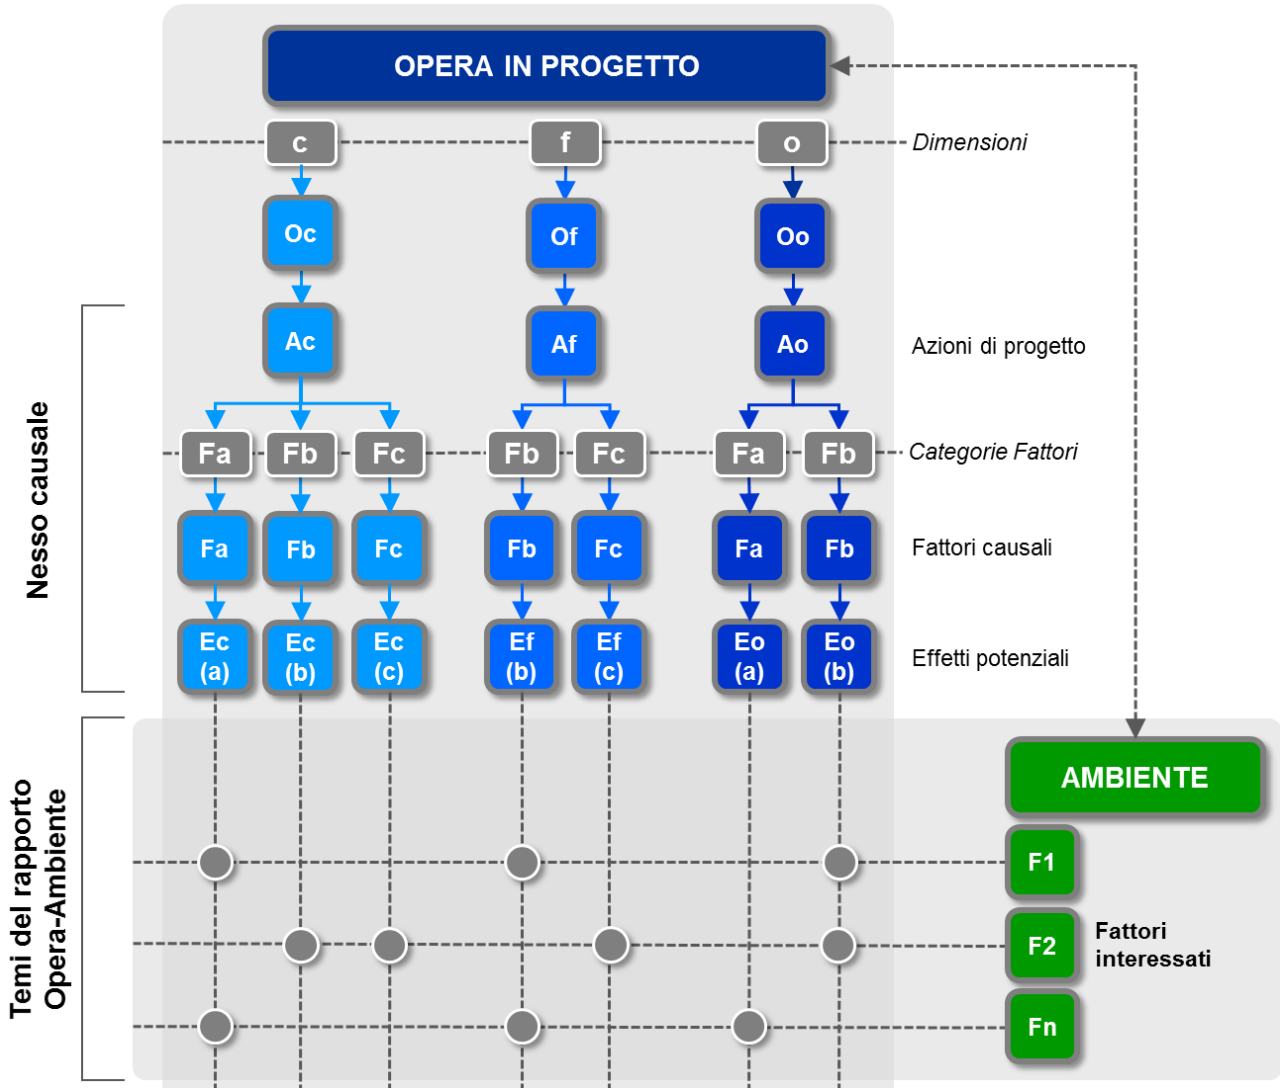 OPERA IN PROGETTO
c f o Dimensioni
Oc Of Oo
Ac Af Ao Azioni di progetto
Fa Fb Fc Fb Fc Fa Fb Categorie Fattori
Fa Fb Fc Fb Fc Fa Fb Fattori causali
Ec Ec Ec Ef Ef Eo Eo
(a) (b) (c) (b) (c) (a) (b) Effetti potenziali
Nesso causale
AMBIENTE
F1
F2 Fattori
interessati
Fn
Temi del rapporto
Opera-Ambiente